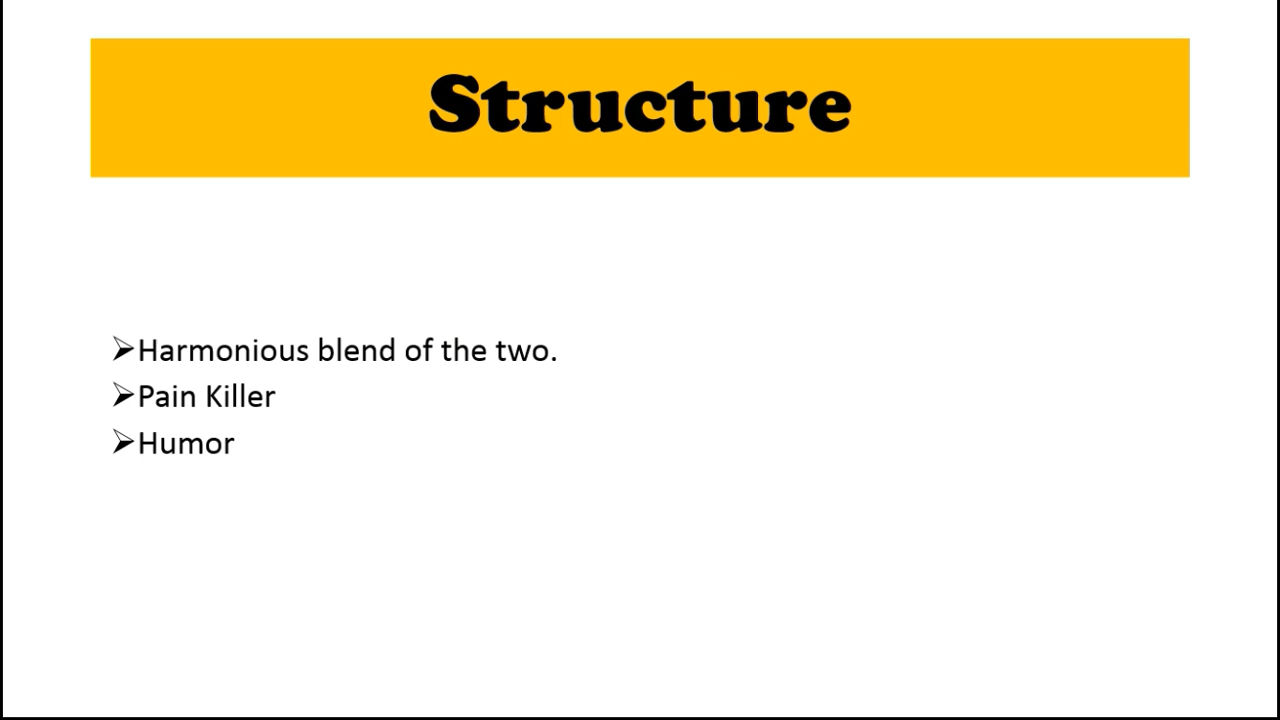 Structure
➢Harmonious blend of the two.
➢Pain Killer
➢Humor